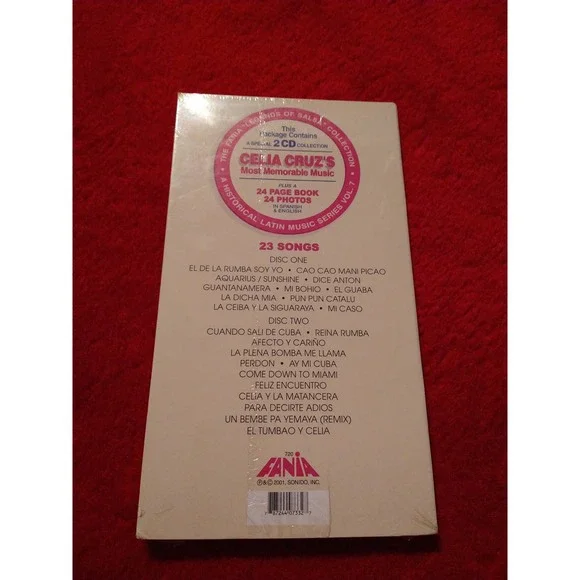 THE FANIA "LEGENDS OF SALSA" COLLECTION •
A HISTORICAL LATIN MUSIC SERIES VOL. 7 •
This
Package Contains
A SPECIAL 2 CD COLLECTION
CELIA CRUZ'S
Most Memorable Music
PLUS A
24 PAGE BOOK
24 PHOTOS
IN SPANISH
& ENGLISH
23 SONGS
DISC ONE
EL DE LA RUMBA SOY YO • CAO CAO MANI PICAO
AQUARIUS / SUNSHINE • DICE ANTON
GUANTANAMERA • MI BOHIO • EL GUABA
LA DICHA MIA • PUN PUN CATALU
LA CEIBA Y LA SIGUARAYA • MI CASO
DISC TWO
CUANDO SALI DE CUBA • REINA RUMBA
AFECTO Y CARIÑO
LA PLENA BOMBA ME LLAMA
PERDON • AY MI CUBA
COME DOWN TO MIAMI
FELIZ ENCUENTRO
CELIA Y LA MATANCERA
PARA DECIRTE ADIOS
UN BEMBE PA YEMAYA (REMIX)
EL TUMBAO Y CELIA
720
FANIA
℗ & © 2001, SONIDO, INC.